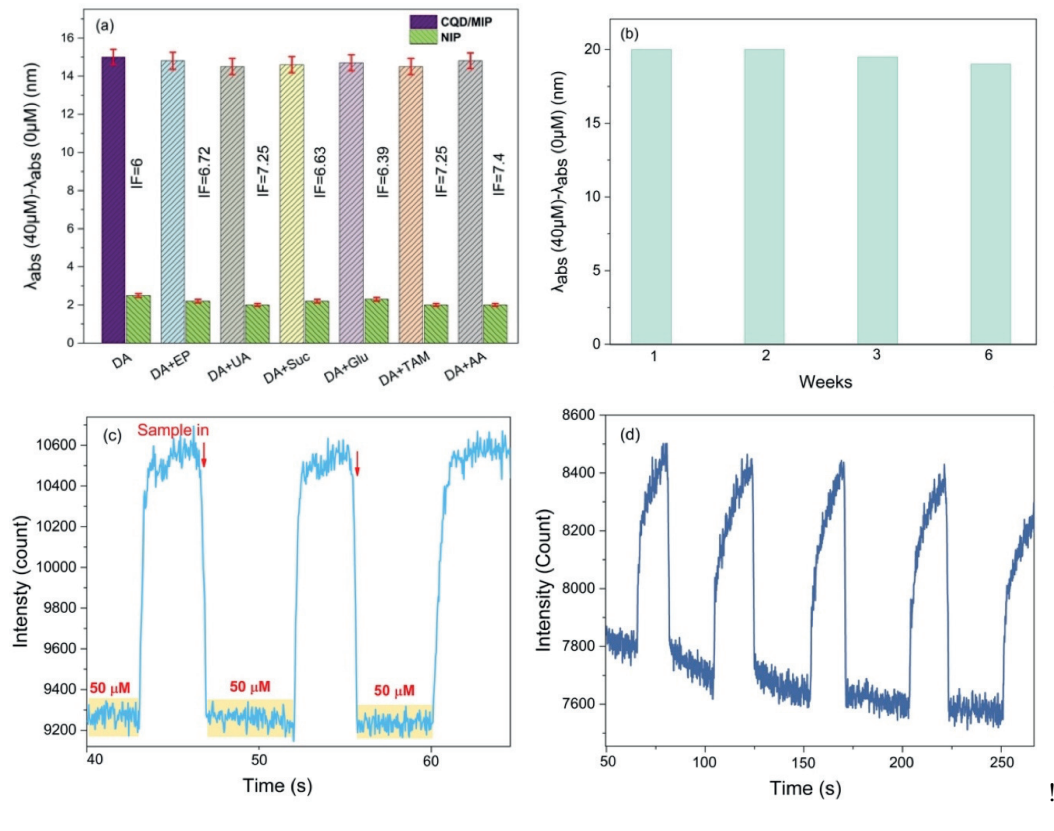 (a)
CQD/MIP
NIP
16
14
12
10
8
6
4
2
0
λabs (40μM)-λabs (0μM) (nm)
IF=6
IF=6.72
IF=7.25
IF=6.63
IF=6.39
IF=7.25
IF=7.4
DA
DA+EP
DA+UA
DA+Suc
DA+Glu
DA+TAM
DA+AA
(b)
20
15
10
5
0
λabs (40μM)-λabs (0μM) (nm)
1 2 3 6
Weeks
(c)
Sample in
10600
10400
10200
10000
9800
9600
9400
9200
Intensty (count)
50 μM
50 μM
50 μM
40 50 60
Time (s)
(d)
8600
8400
8200
8000
7800
7600
Intensity (Count)
50 100 150 200 250
Time (s)
!